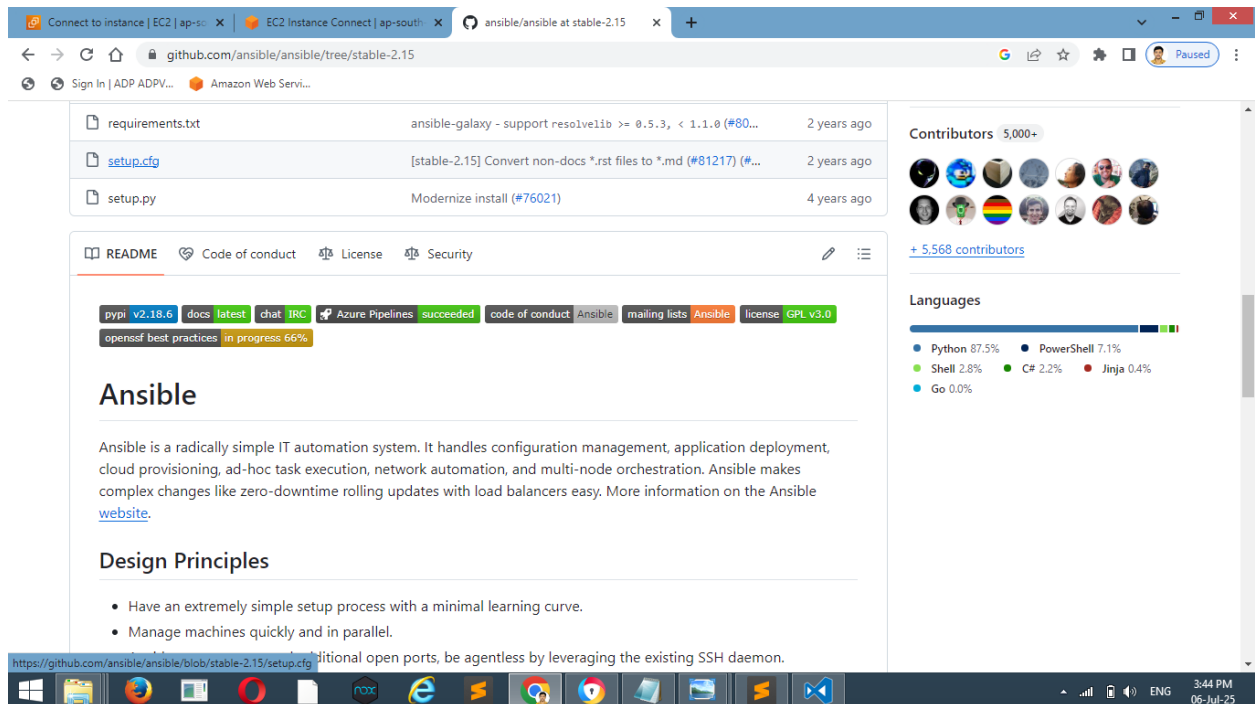 Connect to instance | EC2 | ap-so
EC2 Instance Connect | ap-south-
ansible/ansible at stable-2.15
github.com/ansible/ansible/tree/stable-2.15
Paused
Sign In | ADP ADPV...
Amazon Web Servi...
requirements.txt ansible-galaxy - support resolvelib >= 0.5.3, < 1.1.0 (#80... 2 years ago
setup.cfg [stable-2.15] Convert non-docs *.rst files to *.md (#81217) (#... 2 years ago
setup.py Modernize install (#76021) 4 years ago
README Code of conduct License Security
pypi v2.18.6 docs latest chat IRC Azure Pipelines succeeded code of conduct Ansible mailing lists Ansible license GPL v3.0
openssf best practices in progress 66%
Ansible
Ansible is a radically simple IT automation system. It handles configuration management, application deployment,
cloud provisioning, ad-hoc task execution, network automation, and multi-node orchestration. Ansible makes
complex changes like zero-downtime rolling updates with load balancers easy. More information on the Ansible
website.
Design Principles
• Have an extremely simple setup process with a minimal learning curve.
• Manage machines quickly and in parallel.
ditional open ports, be agentless by leveraging the existing SSH daemon.
Contributors 5,000+
+ 5,568 contributors
Languages
Python 87.5% PowerShell 7.1%
Shell 2.8% C# 2.2% Jinja 0.4%
Go 0.0%
https://github.com/ansible/ansible/blob/stable-2.15/setup.cfg
nox
ENG
3:44 PM
06-Jul-25